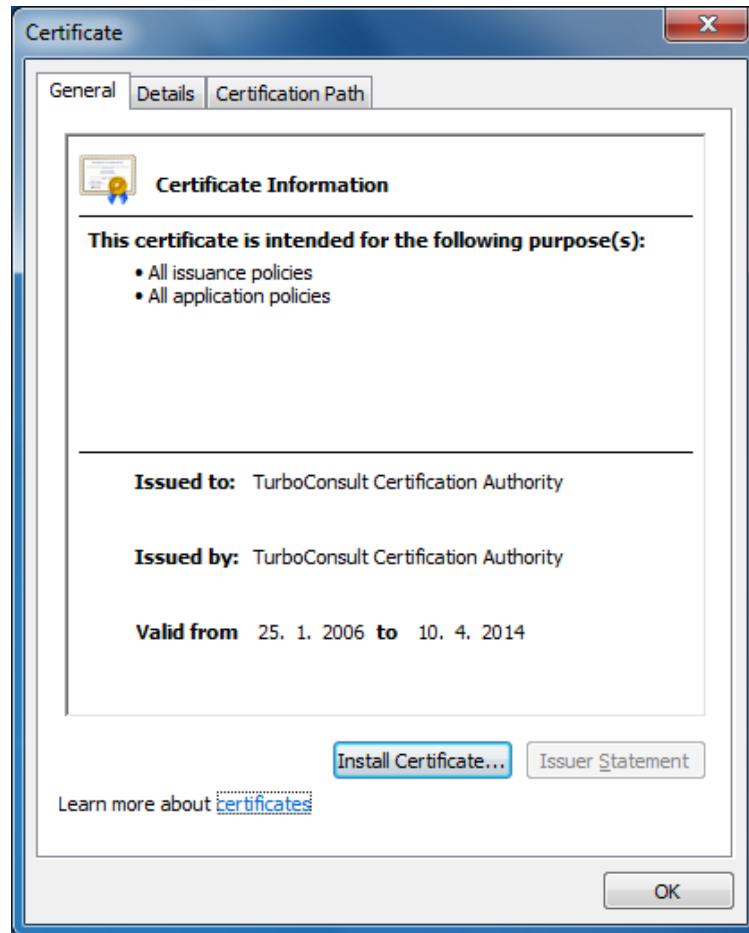 Certificate
General Details Certification Path
Certificate Information
This certificate is intended for the following purpose(s):
• All issuance policies
• All application policies
Issued to: TurboConsult Certification Authority
Issued by: TurboConsult Certification Authority
Valid from 25. 1. 2006 to 10. 4. 2014
Install Certificate... Issuer Statement
Learn more about certificates
OK